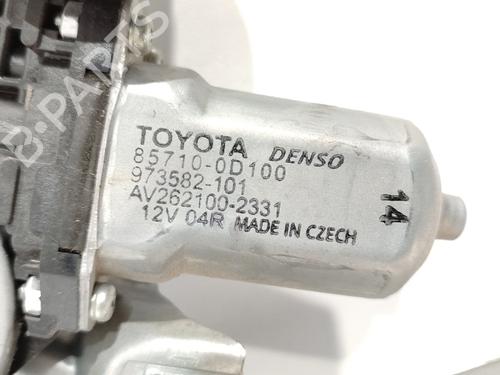 B-PARTS
TOYOTA DENSO
85710-0D100
973582-101
AV262100-2331
12V 04R MADE IN CZECH
14